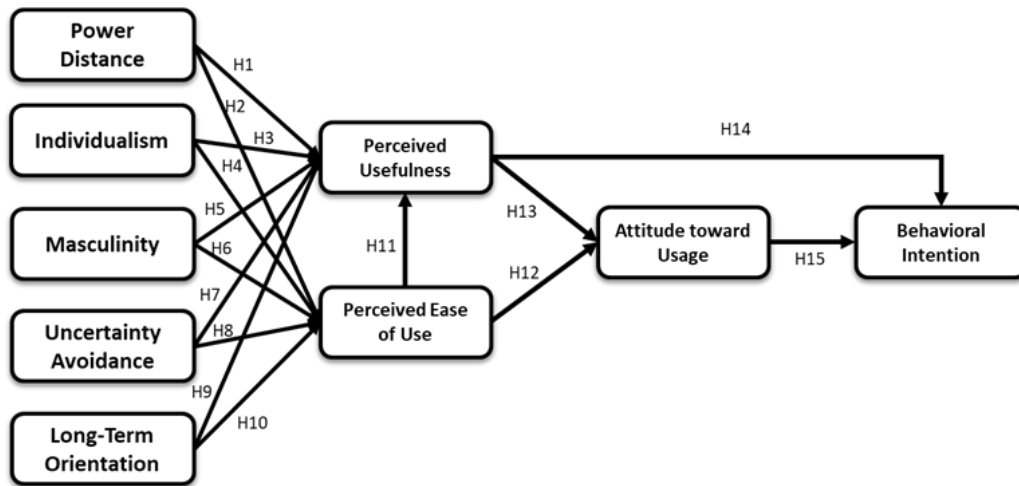 Power
Distance
H1
H2
Individualism
H3
H4
Perceived
Usefulness
H14
Masculinity
H5
H6
H11
H13
H12
Attitude toward
Usage
H15
Behavioral
Intention
Uncertainty
Avoidance
H7
H8
Perceived Ease
of Use
H9
H10
Long-Term
Orientation